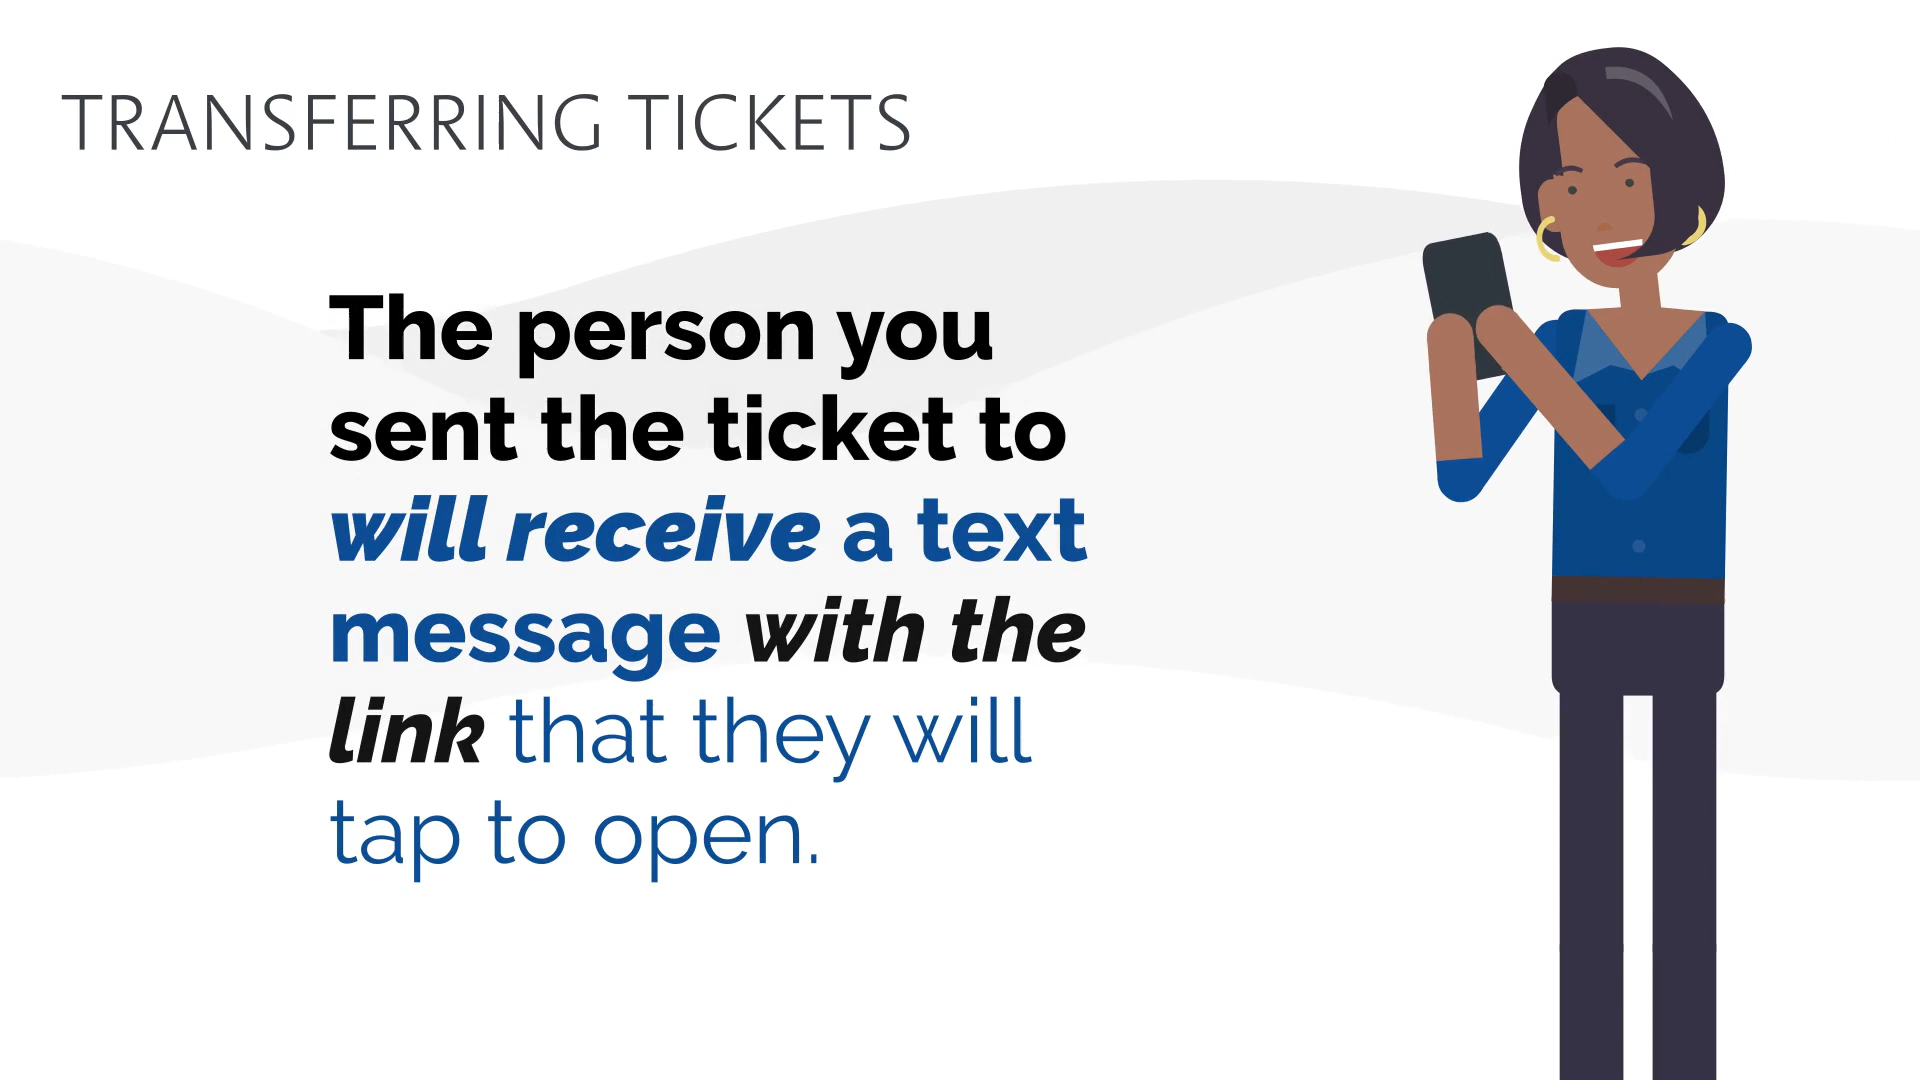 TRANSFERRING TICKETS
The person you
sent the ticket to
will receive a text
message with the
link that they will
tap to open.